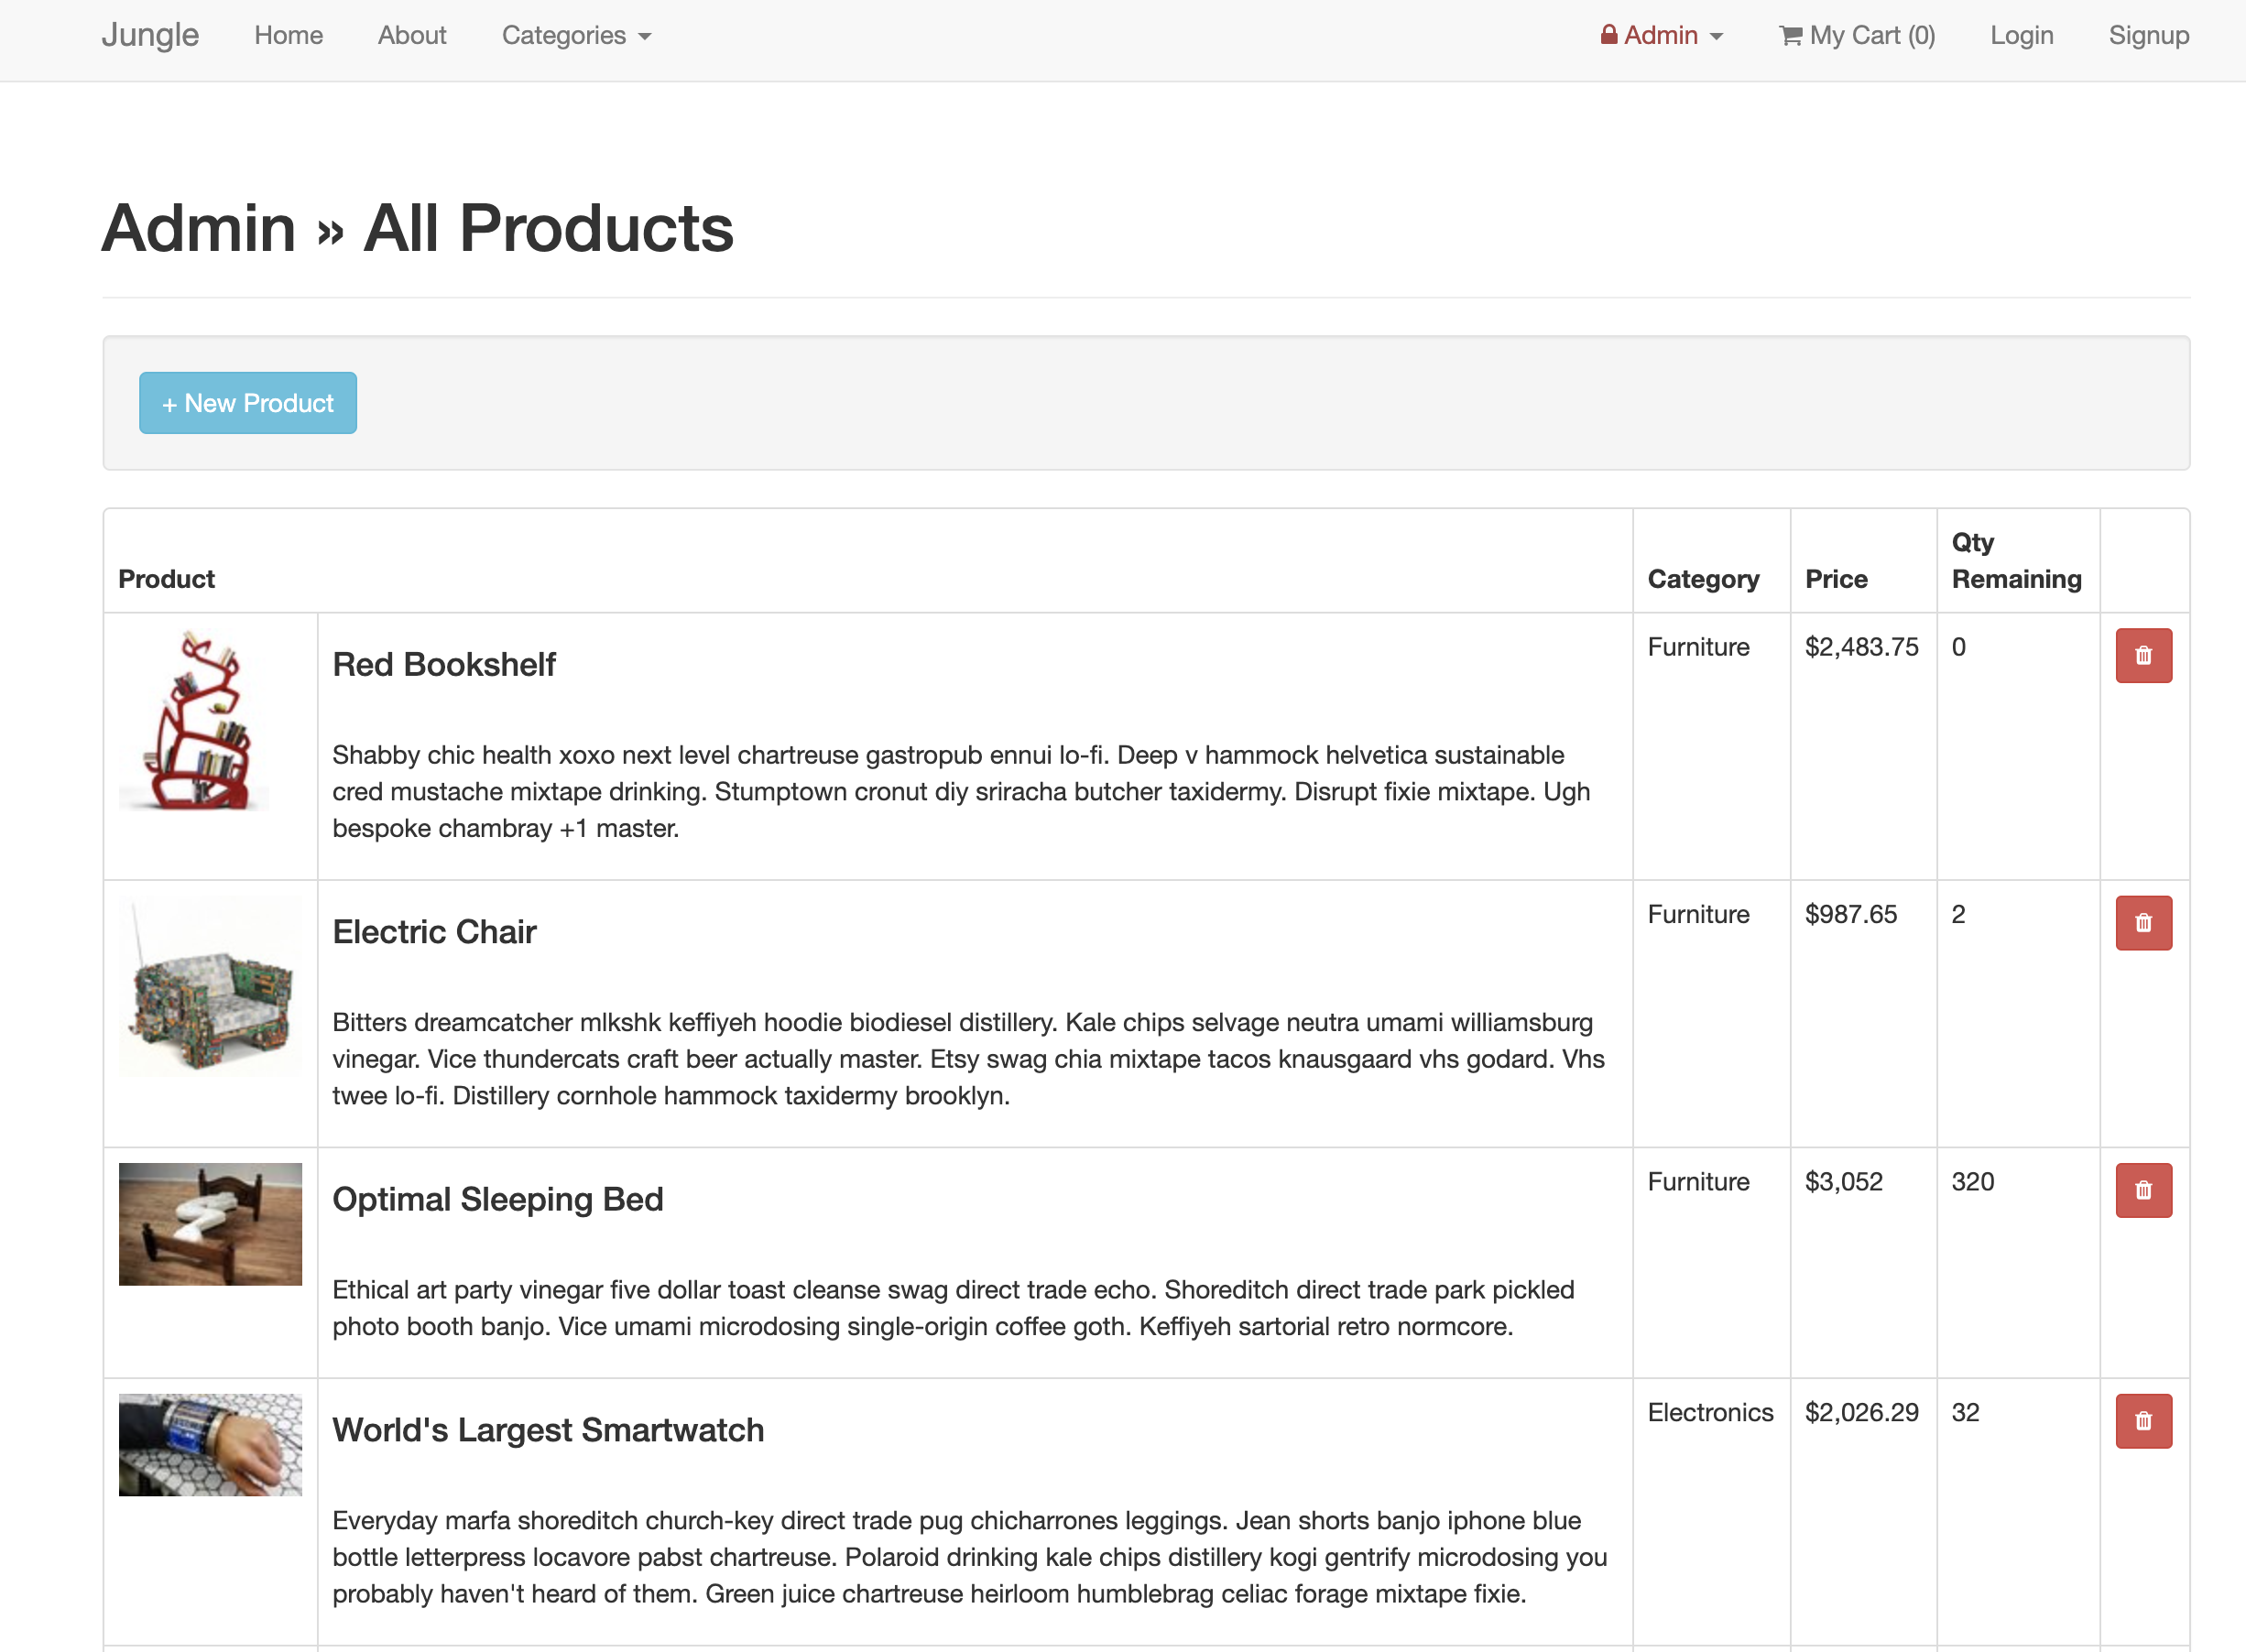 Jungle Home About Categories Admin My Cart (0) Login Signup
Admin » All Products
+ New Product
Product Category Price Qty Remaining
Red Bookshelf Furniture $2,483.75 0
Shabby chic health xoxo next level chartreuse gastropub ennui lo-fi. Deep v hammock helvetica sustainable
cred mustache mixtape drinking. Stumptown cronut diy sriracha butcher taxidermy. Disrupt fixie mixtape. Ugh
bespoke chambray +1 master.
Electric Chair Furniture $987.65 2
Bitters dreamcatcher mlkshk keffiyeh hoodie biodiesel distillery. Kale chips selvage neutra umami williamsburg
vinegar. Vice thundercats craft beer actually master. Etsy swag chia mixtape tacos knausgaard vhs godard. Vhs
twee lo-fi. Distillery cornhole hammock taxidermy brooklyn.
Optimal Sleeping Bed Furniture $3,052 320
Ethical art party vinegar five dollar toast cleanse swag direct trade echo. Shoreditch direct trade park pickled
photo booth banjo. Vice umami microdosing single-origin coffee goth. Keffiyeh sartorial retro normcore.
World's Largest Smartwatch Electronics $2,026.29 32
Everyday marfa shoreditch church-key direct trade pug chicharrones leggings. Jean shorts banjo iphone blue
bottle letterpress locavore pabst chartreuse. Polaroid drinking kale chips distillery kogi gentrify microdosing you
probably haven't heard of them. Green juice chartreuse heirloom humblebrag celiac forage mixtape fixie.